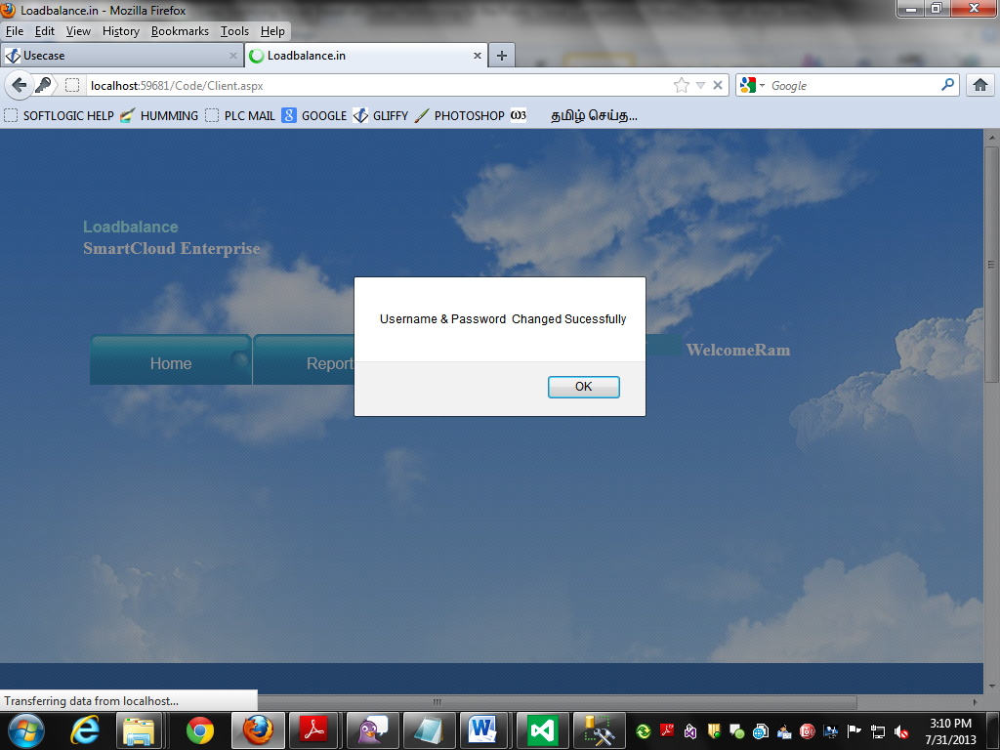 Loadbalance.in - Mozilla Firefox
File Edit View History Bookmarks Tools Help
Usecase
Loadbalance.in
localhost:59681/Code/Client.aspx
Google
SOFTLOGIC HELP HUMMING PLC MAIL GOOGLE GLIFFY PHOTOSHOP தமிழ் செய்த...
Loadbalance
SmartCloud Enterprise
Username & Password Changed Sucessfully
OK
Home
Report
WelcomeRam
Transferring data from localhost...
3:10 PM
7/31/2013